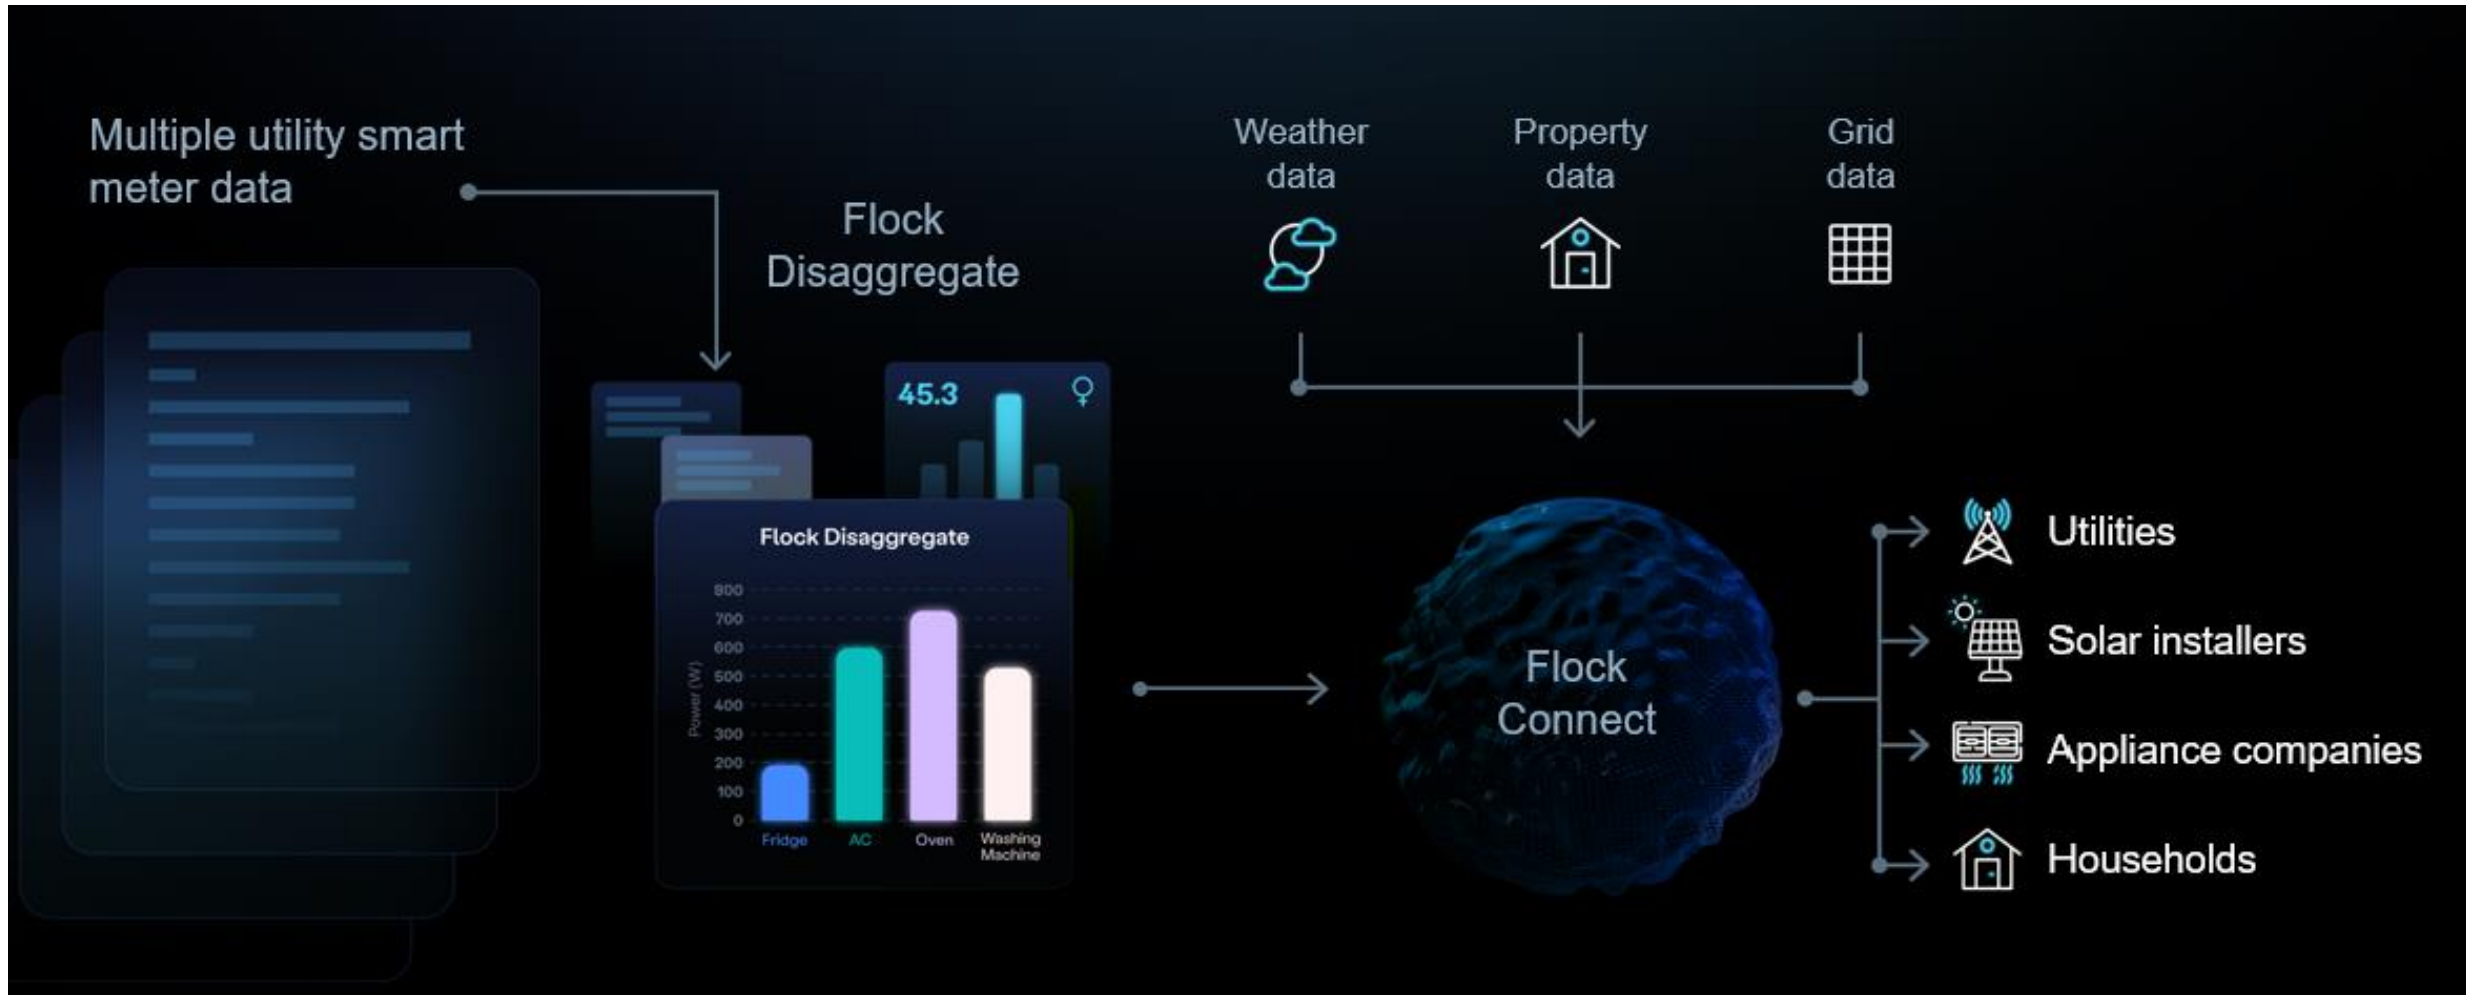 Multiple utility smart
meter data
Flock
Disaggregate
45.3
Flock Disaggregate
Power (W)
800
700
600
500
400
300
200
100
0
Fridge
AC
Oven
Washing
Machine
Weather
data
Property
data
Grid
data
Flock
Connect
Utilities
Solar installers
Appliance companies
Households